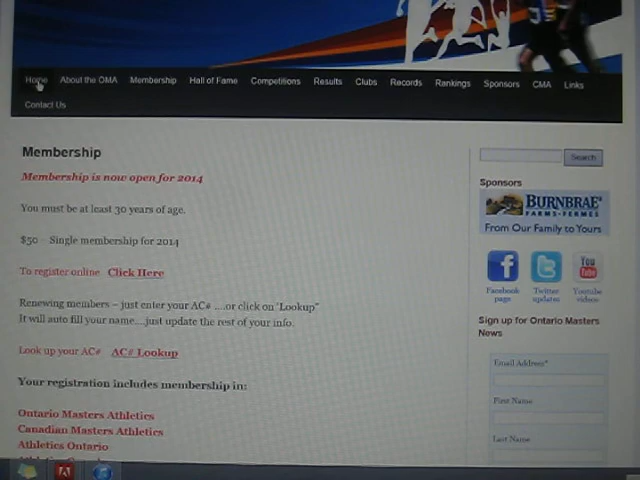 Home About the OMA Membership Hall of Fame Competitions Results Clubs Records Rankings Sponsors CMA Links
Contact Us
Membership
Membership is now open for 2014
You must be at least 30 years of age.
$50 Single membership for 2014
To register online Click Here
Renewing members – just enter your AC# ....or click on "Lookup"
It will auto fill your name....just update the rest of your info.
Look up your AC# AC# Lookup
Your registration includes membership in:
Ontario Masters Athletics
Canadian Masters Athletics
Athletics Ontario
Search
Sponsors
BURNBRAE
FARMS-FERMES
From Our Family to Yours
You
Tube
Facebook page
Twitter updates
Youtube videos
Sign up for Ontario Masters
News
Email Address*
First Name
Last Name